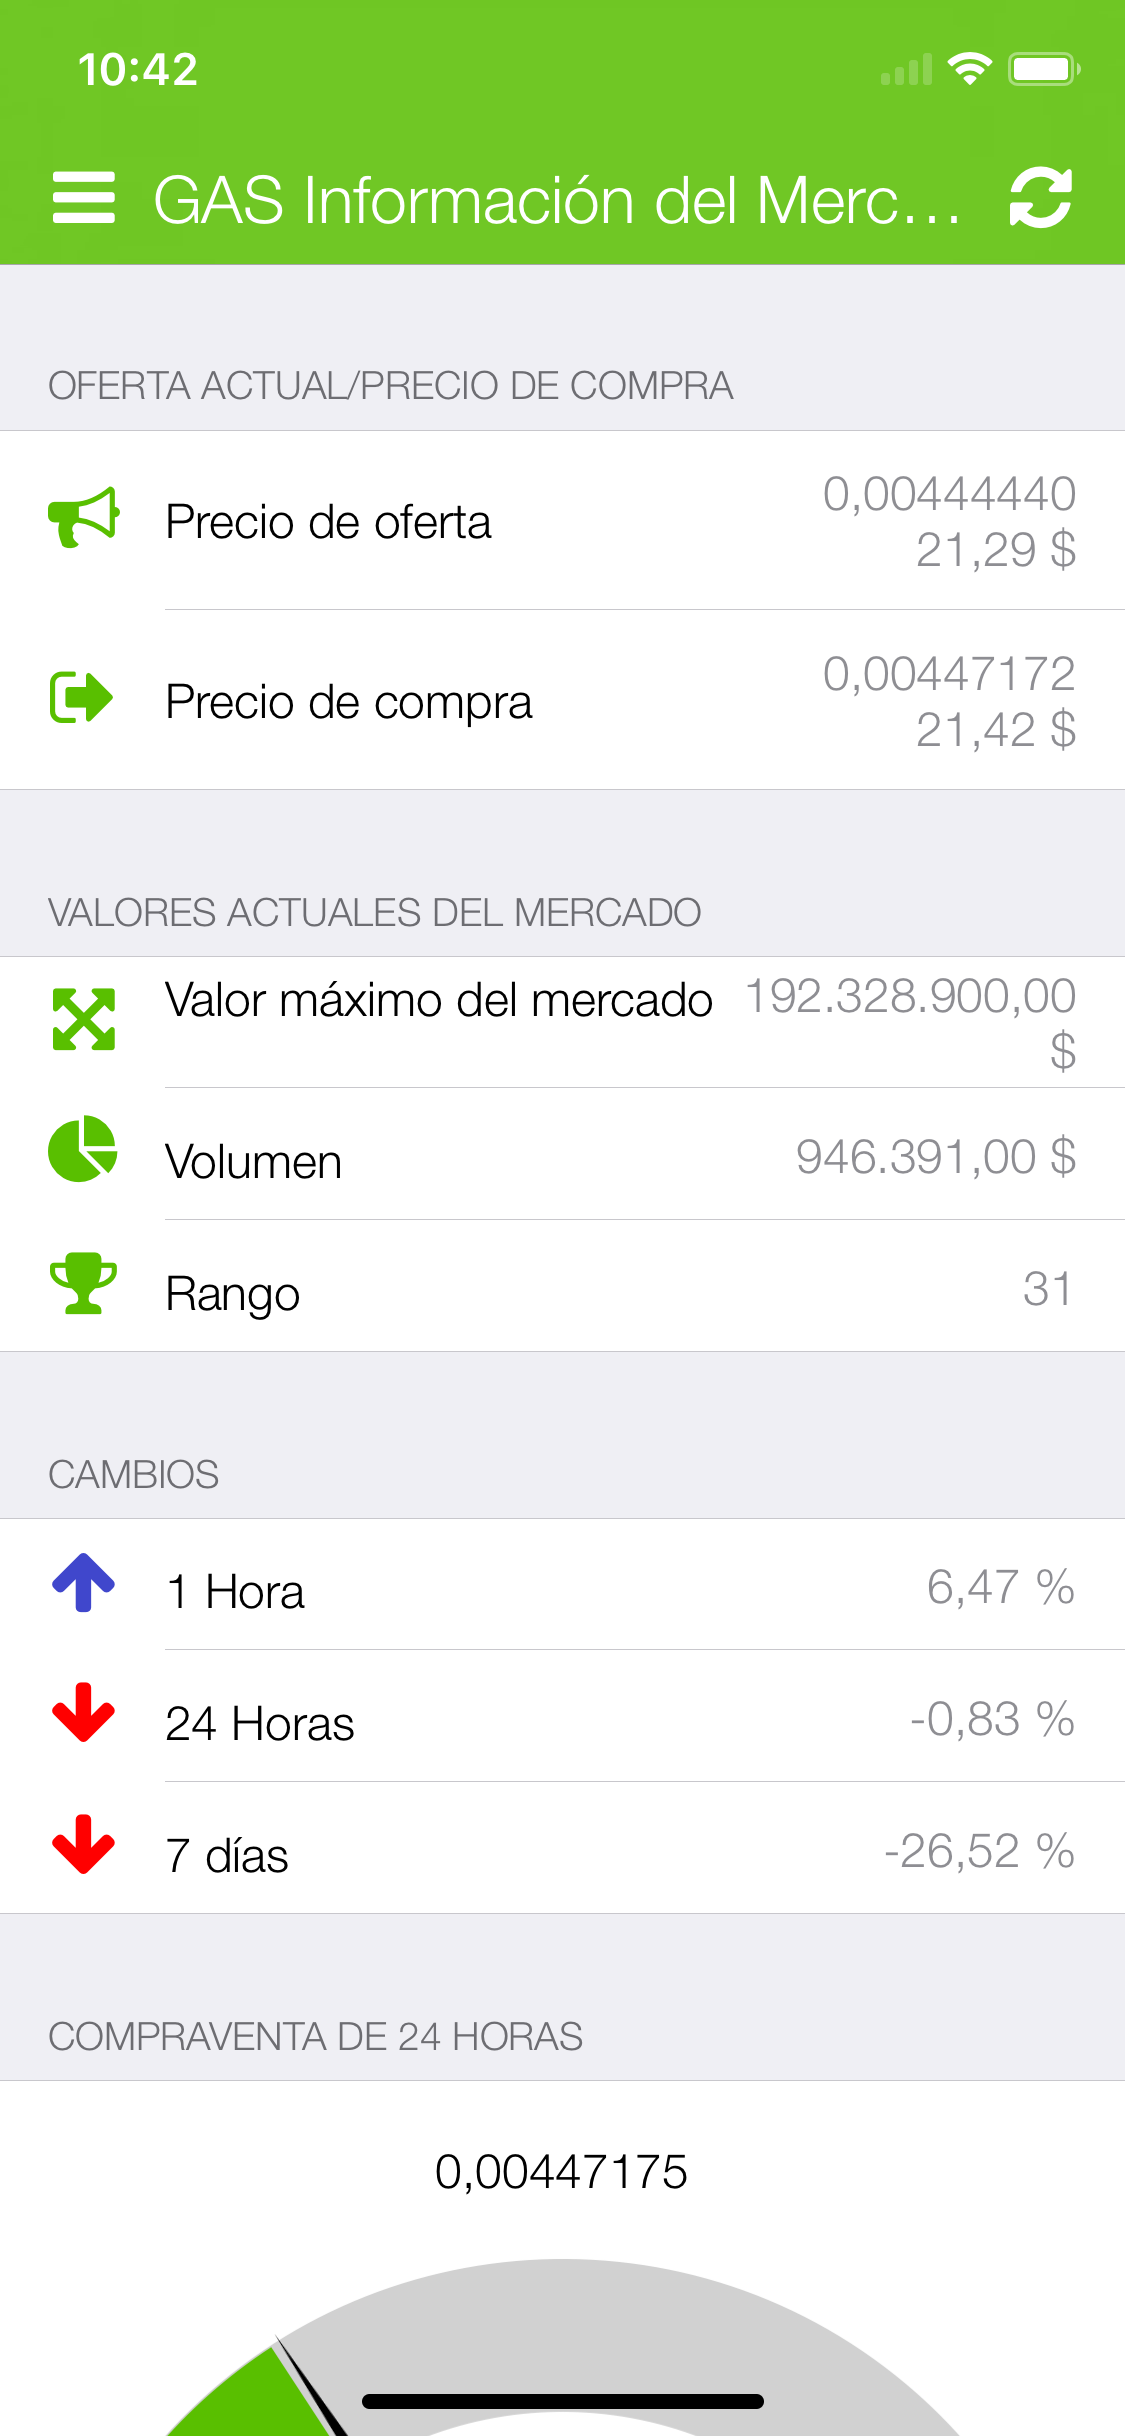 10:42
GAS Información del Merc...
OFERTA ACTUAL/PRECIO DE COMPRA
Precio de oferta
0,00444440
21,29 $
Precio de compra
0,00447172
21,42 $
VALORES ACTUALES DEL MERCADO
Valor máximo del mercado
192.328.900,00
$
Volumen
946.391,00 $
Rango
31
CAMBIOS
1 Hora
6,47 %
24 Horas
-0,83 %
7 días
-26,52 %
COMPRAVENTA DE 24 HORAS
0,00447175